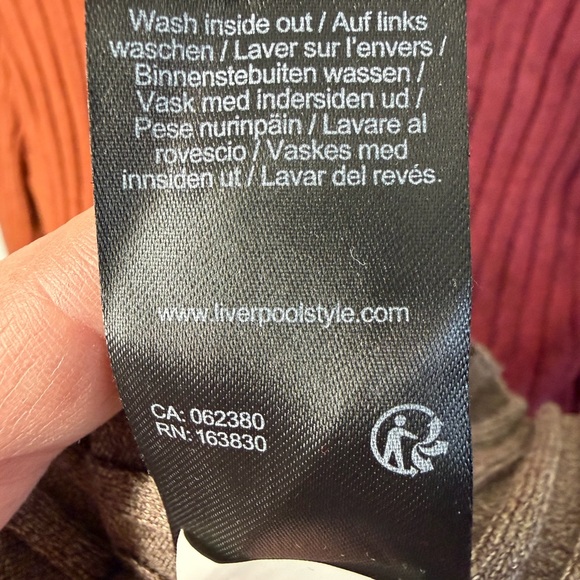 Wash inside out / Auf links
waschen / Laver sur l'envers /
Binnenstebuiten wassen /
Vask med indersiden ud /
Pese nurinpäin / Lavare al
rovescio / Vaskes med
innsiden ut / Lavar del revés.
www.liverpoolstyle.com
CA: 062380
RN: 163830